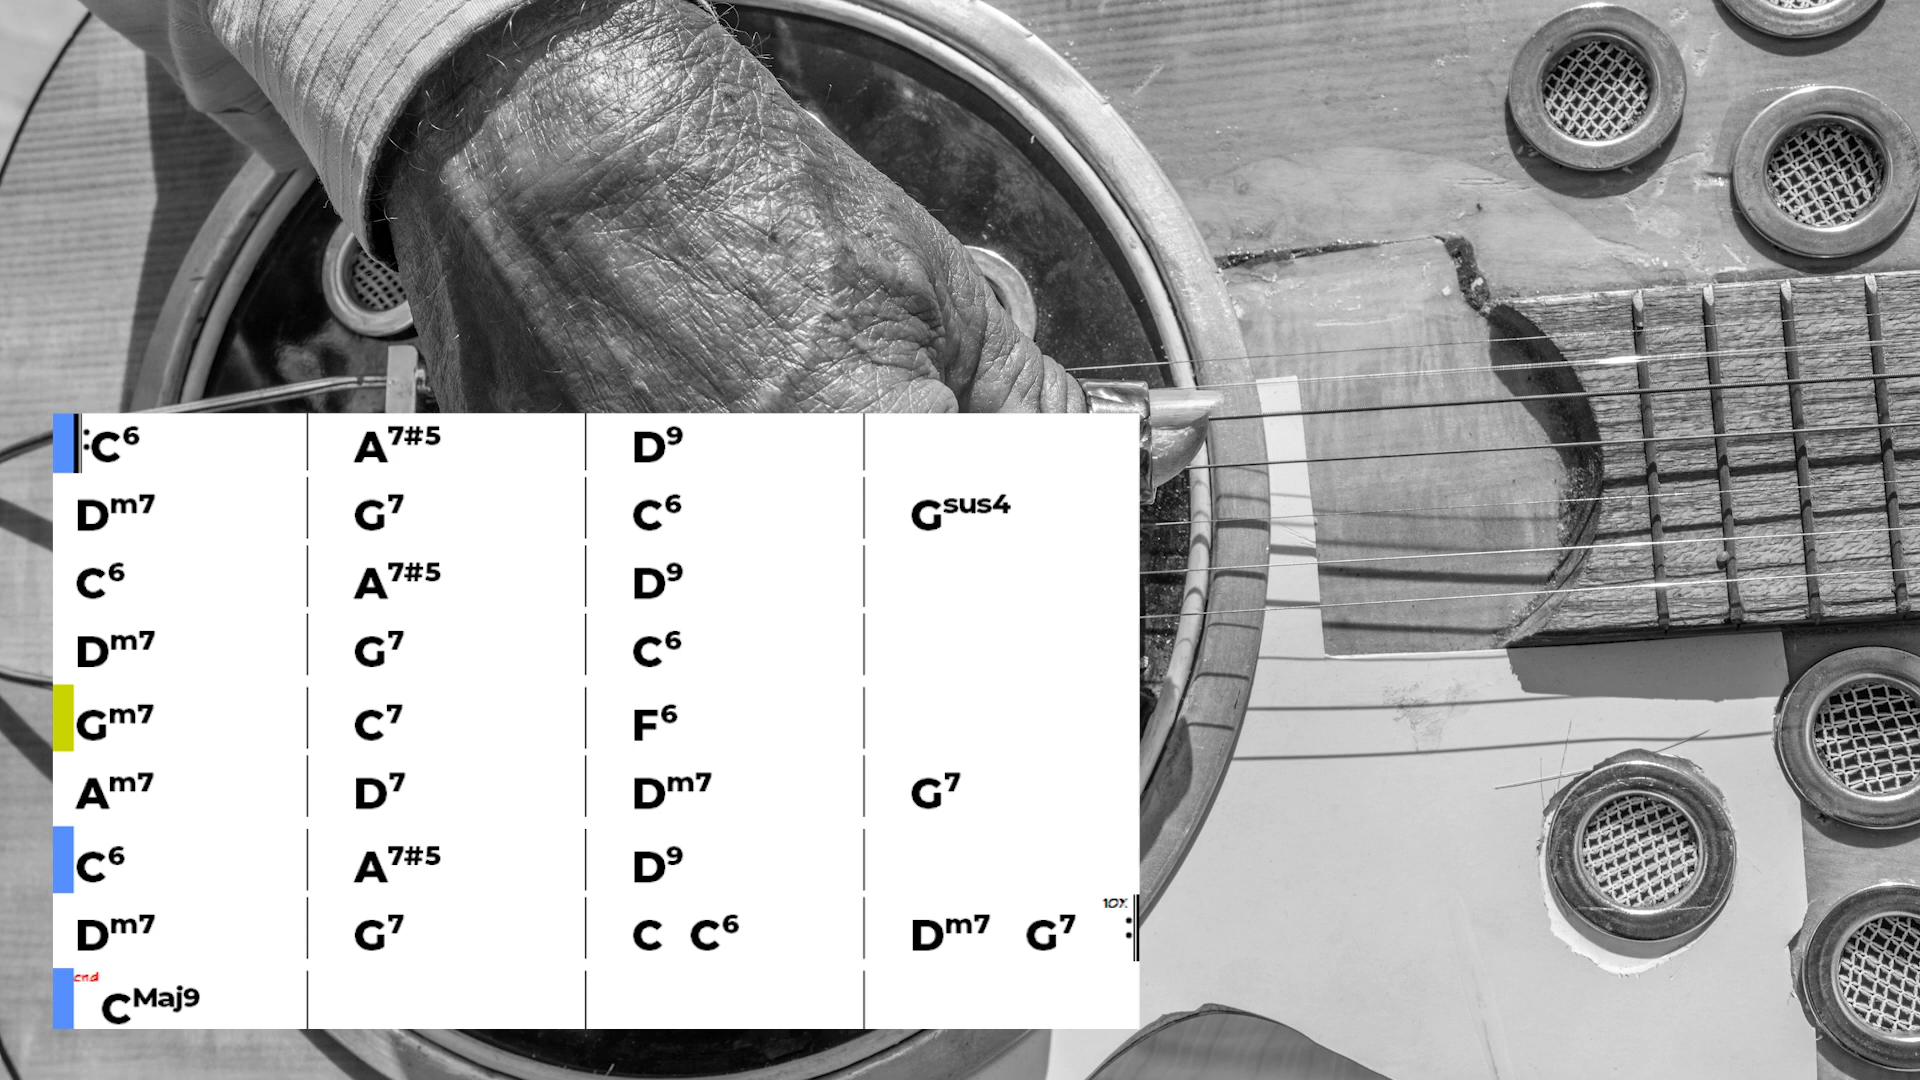 C6 A7#5 D9
Dm7 G7 C6 Gsus4
C6 A7#5 D9
Dm7 G7 C6
Gm7 C7 F6
Am7 D7 Dm7 G7
C6 A7#5 D9
10x
Dm7 G7 C C6 Dm7 G7
end
CMaj9